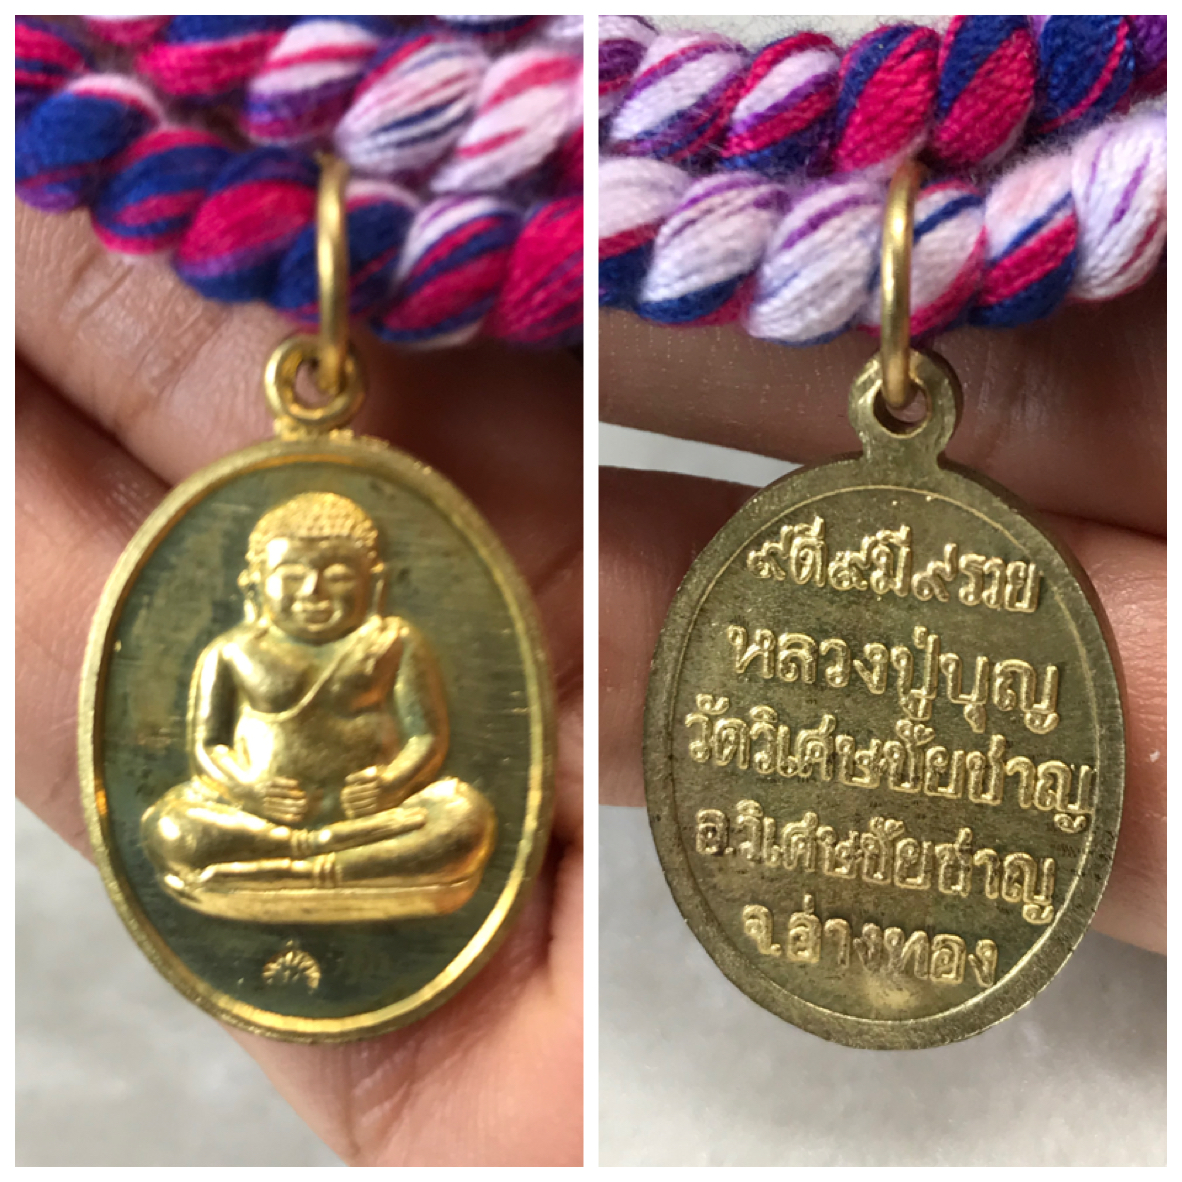 ๙ดี๙มี๙รวย
หลวงปู่บุญ
วัดวิเศษชัยชาญ
อ.วิเศษชัยชาญ
จ.อ่างทอง